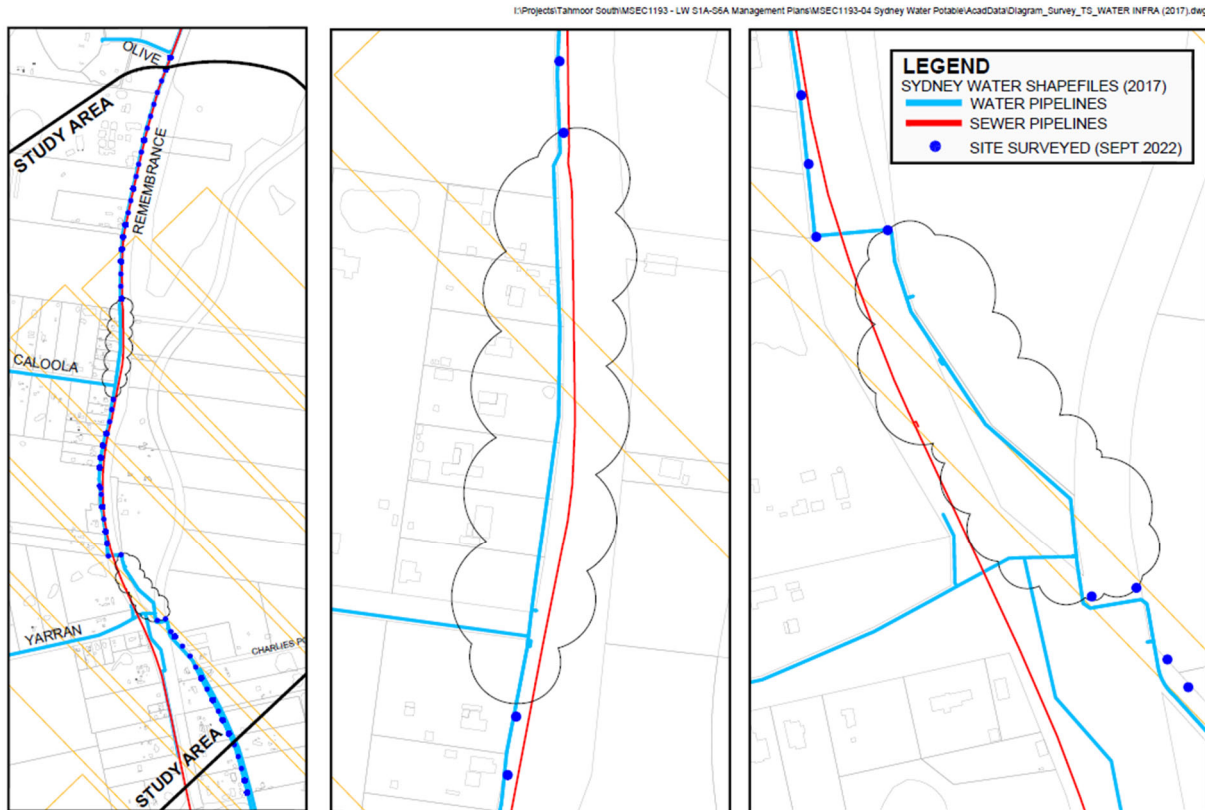 I:\Projects\Tahmoor South\MSEC1193 - LW S1A-S6A Management Plans\MSEC1193-04 Sydney Water Potable\AcadData\Diagram_Survey_TS_WATER INFRA (2017).dwg
OLIVE
STUDY AREA
REMEMBRANCE
CALOOLA
YARRAN
CHARLIES PO
STUDY AREA
LEGEND
SYDNEY WATER SHAPEFILES (2017)
WATER PIPELINES
SEWER PIPELINES
SITE SURVEYED (SEPT 2022)